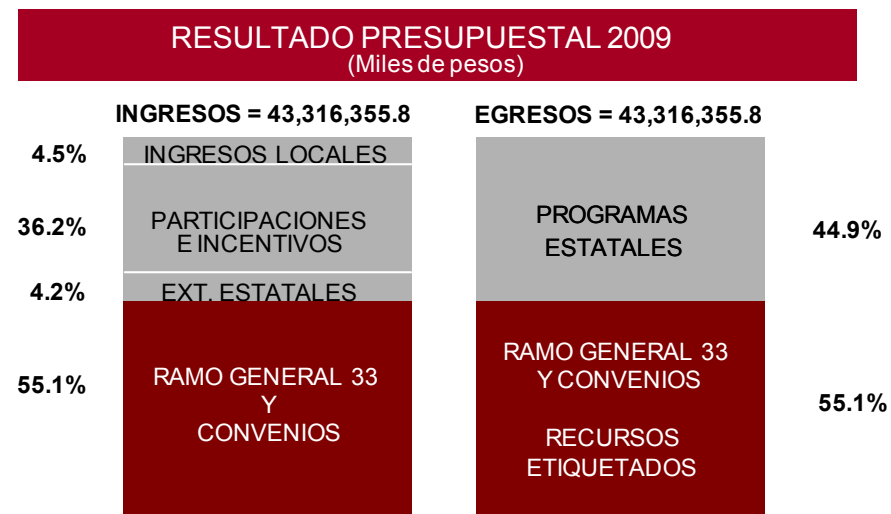 RESULTADO PRESUPUESTAL 2009
(Miles de pesos)
INGRESOS = 43,316,355.8
EGRESOS = 43,316,355.8
4.5%
INGRESOS LOCALES
36.2%
PARTICIPACIONES
E INCENTIVOS
4.2%
EXT. ESTATALES
55.1%
RAMO GENERAL 33
Y
CONVENIOS
PROGRAMAS
ESTATALES
44.9%
RAMO GENERAL 33
Y CONVENIOS
RECURSOS
ETIQUETADOS
55.1%